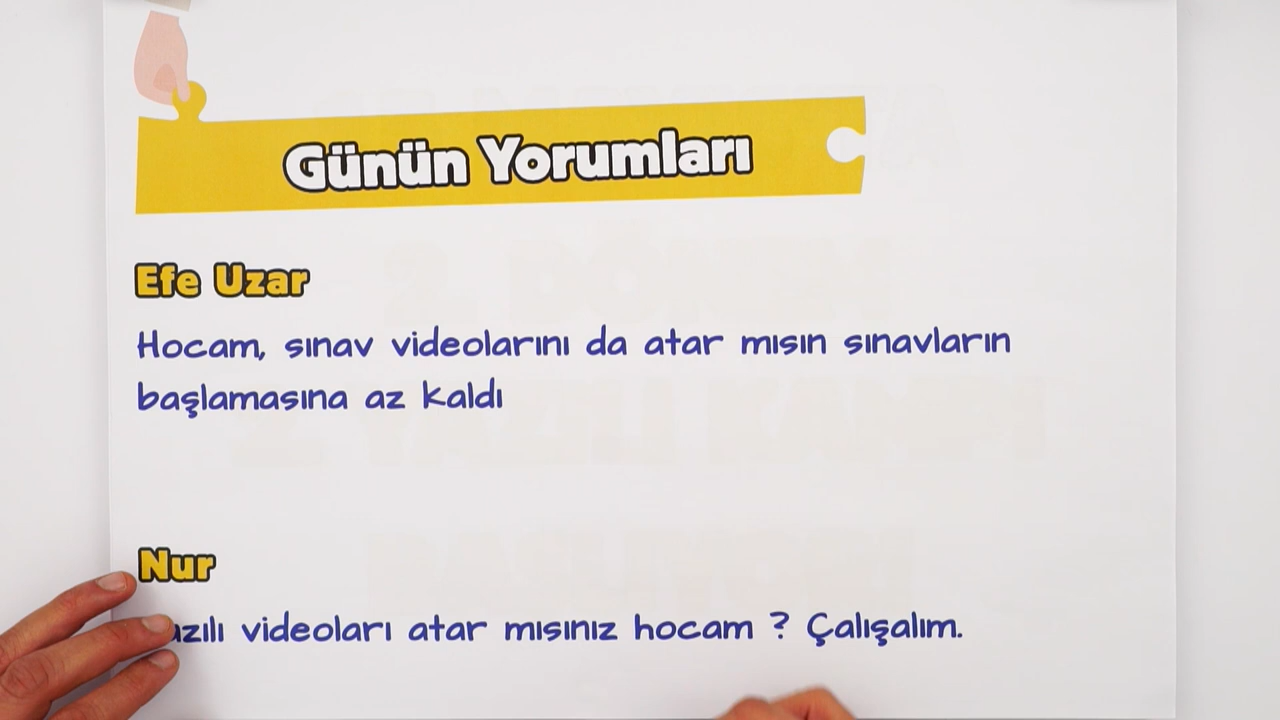 Günün Yorumları
Efe Uzar
Hocam, sınav videolarını da atar mısın sınavların
başlamasına az kaldı
Nur
videoları atar mısınız hocam ? Çalışalım.